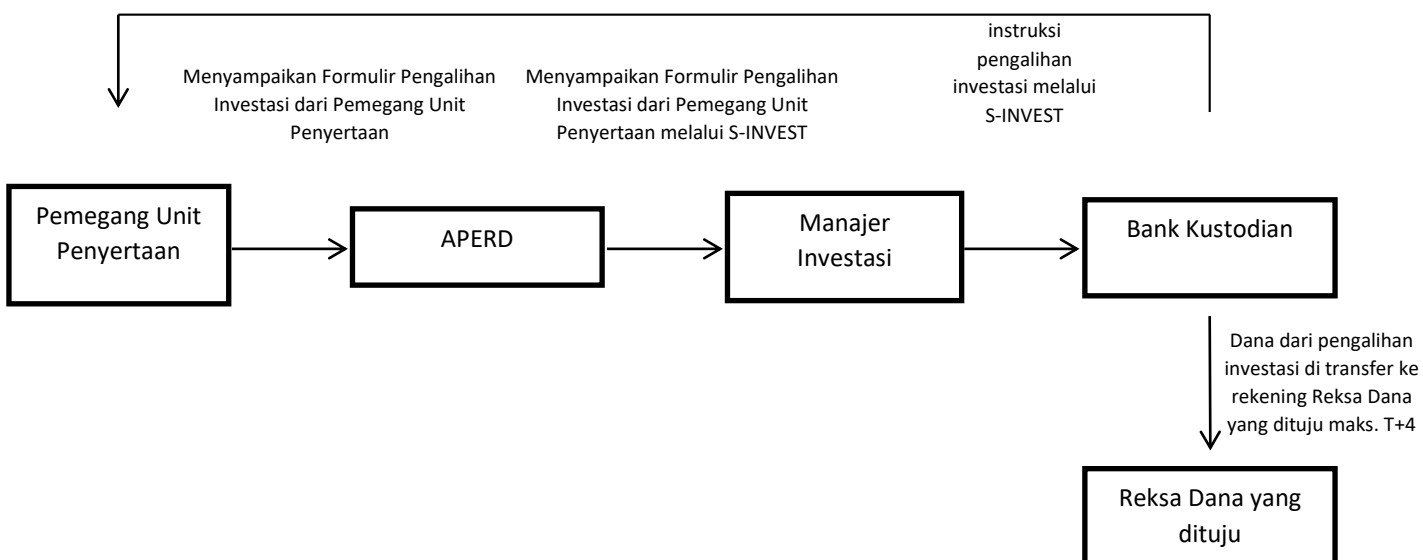 instruksi
pengalihan
investasi melalui
S-INVEST
Menyampaikan Formulir Pengalihan
Investasi dari Pemegang Unit
Penyertaan
Menyampaikan Formulir Pengalihan
Investasi dari Pemegang Unit
Penyertaan melalui S-INVEST
Pemegang Unit
Penyertaan
APERD
Manajer
Investasi
Bank Kustodian
Dana dari pengalihan
investasi di transfer ke
rekening Reksa Dana
yang dituju maks. T+4
Reksa Dana yang
dituju